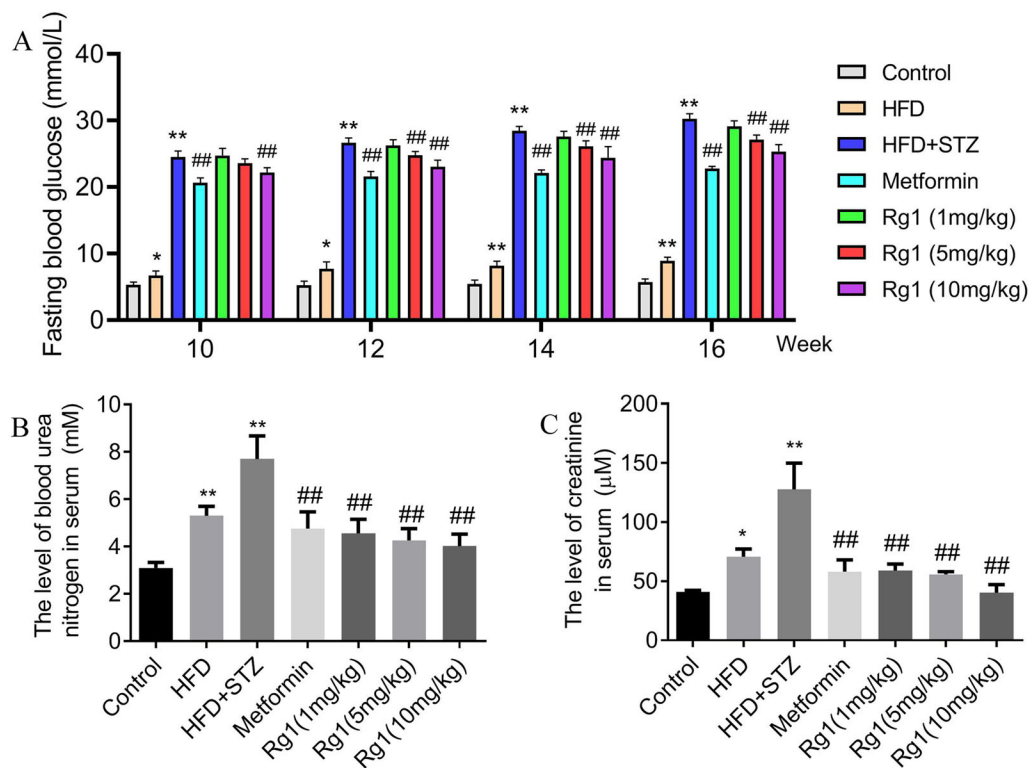 A
Fasting blood glucose (mmol/L)
40
30
20
10
0
** ## ## ** ## ## ## ** ## ## ## ** ## ## ##
* * ** **
10 12 14 16 Week
Control
HFD
HFD+STZ
Metformin
Rg1 (1mg/kg)
Rg1 (5mg/kg)
Rg1 (10mg/kg)
B
The level of blood urea
nitrogen in serum (mM)
10
8
6
4
2
0
** ** ## ## ## ##
Control
HFD
HFD+STZ
Metformin
Rg1(1mg/kg)
Rg1(5mg/kg)
Rg1(10mg/kg)
C
The level of creatinine
in serum (μM)
200
150
100
50
0
* ** ## ## ## ##
Control
HFD
HFD+STZ
Metformin
Rg1(1mg/kg)
Rg1(5mg/kg)
Rg1(10mg/kg)